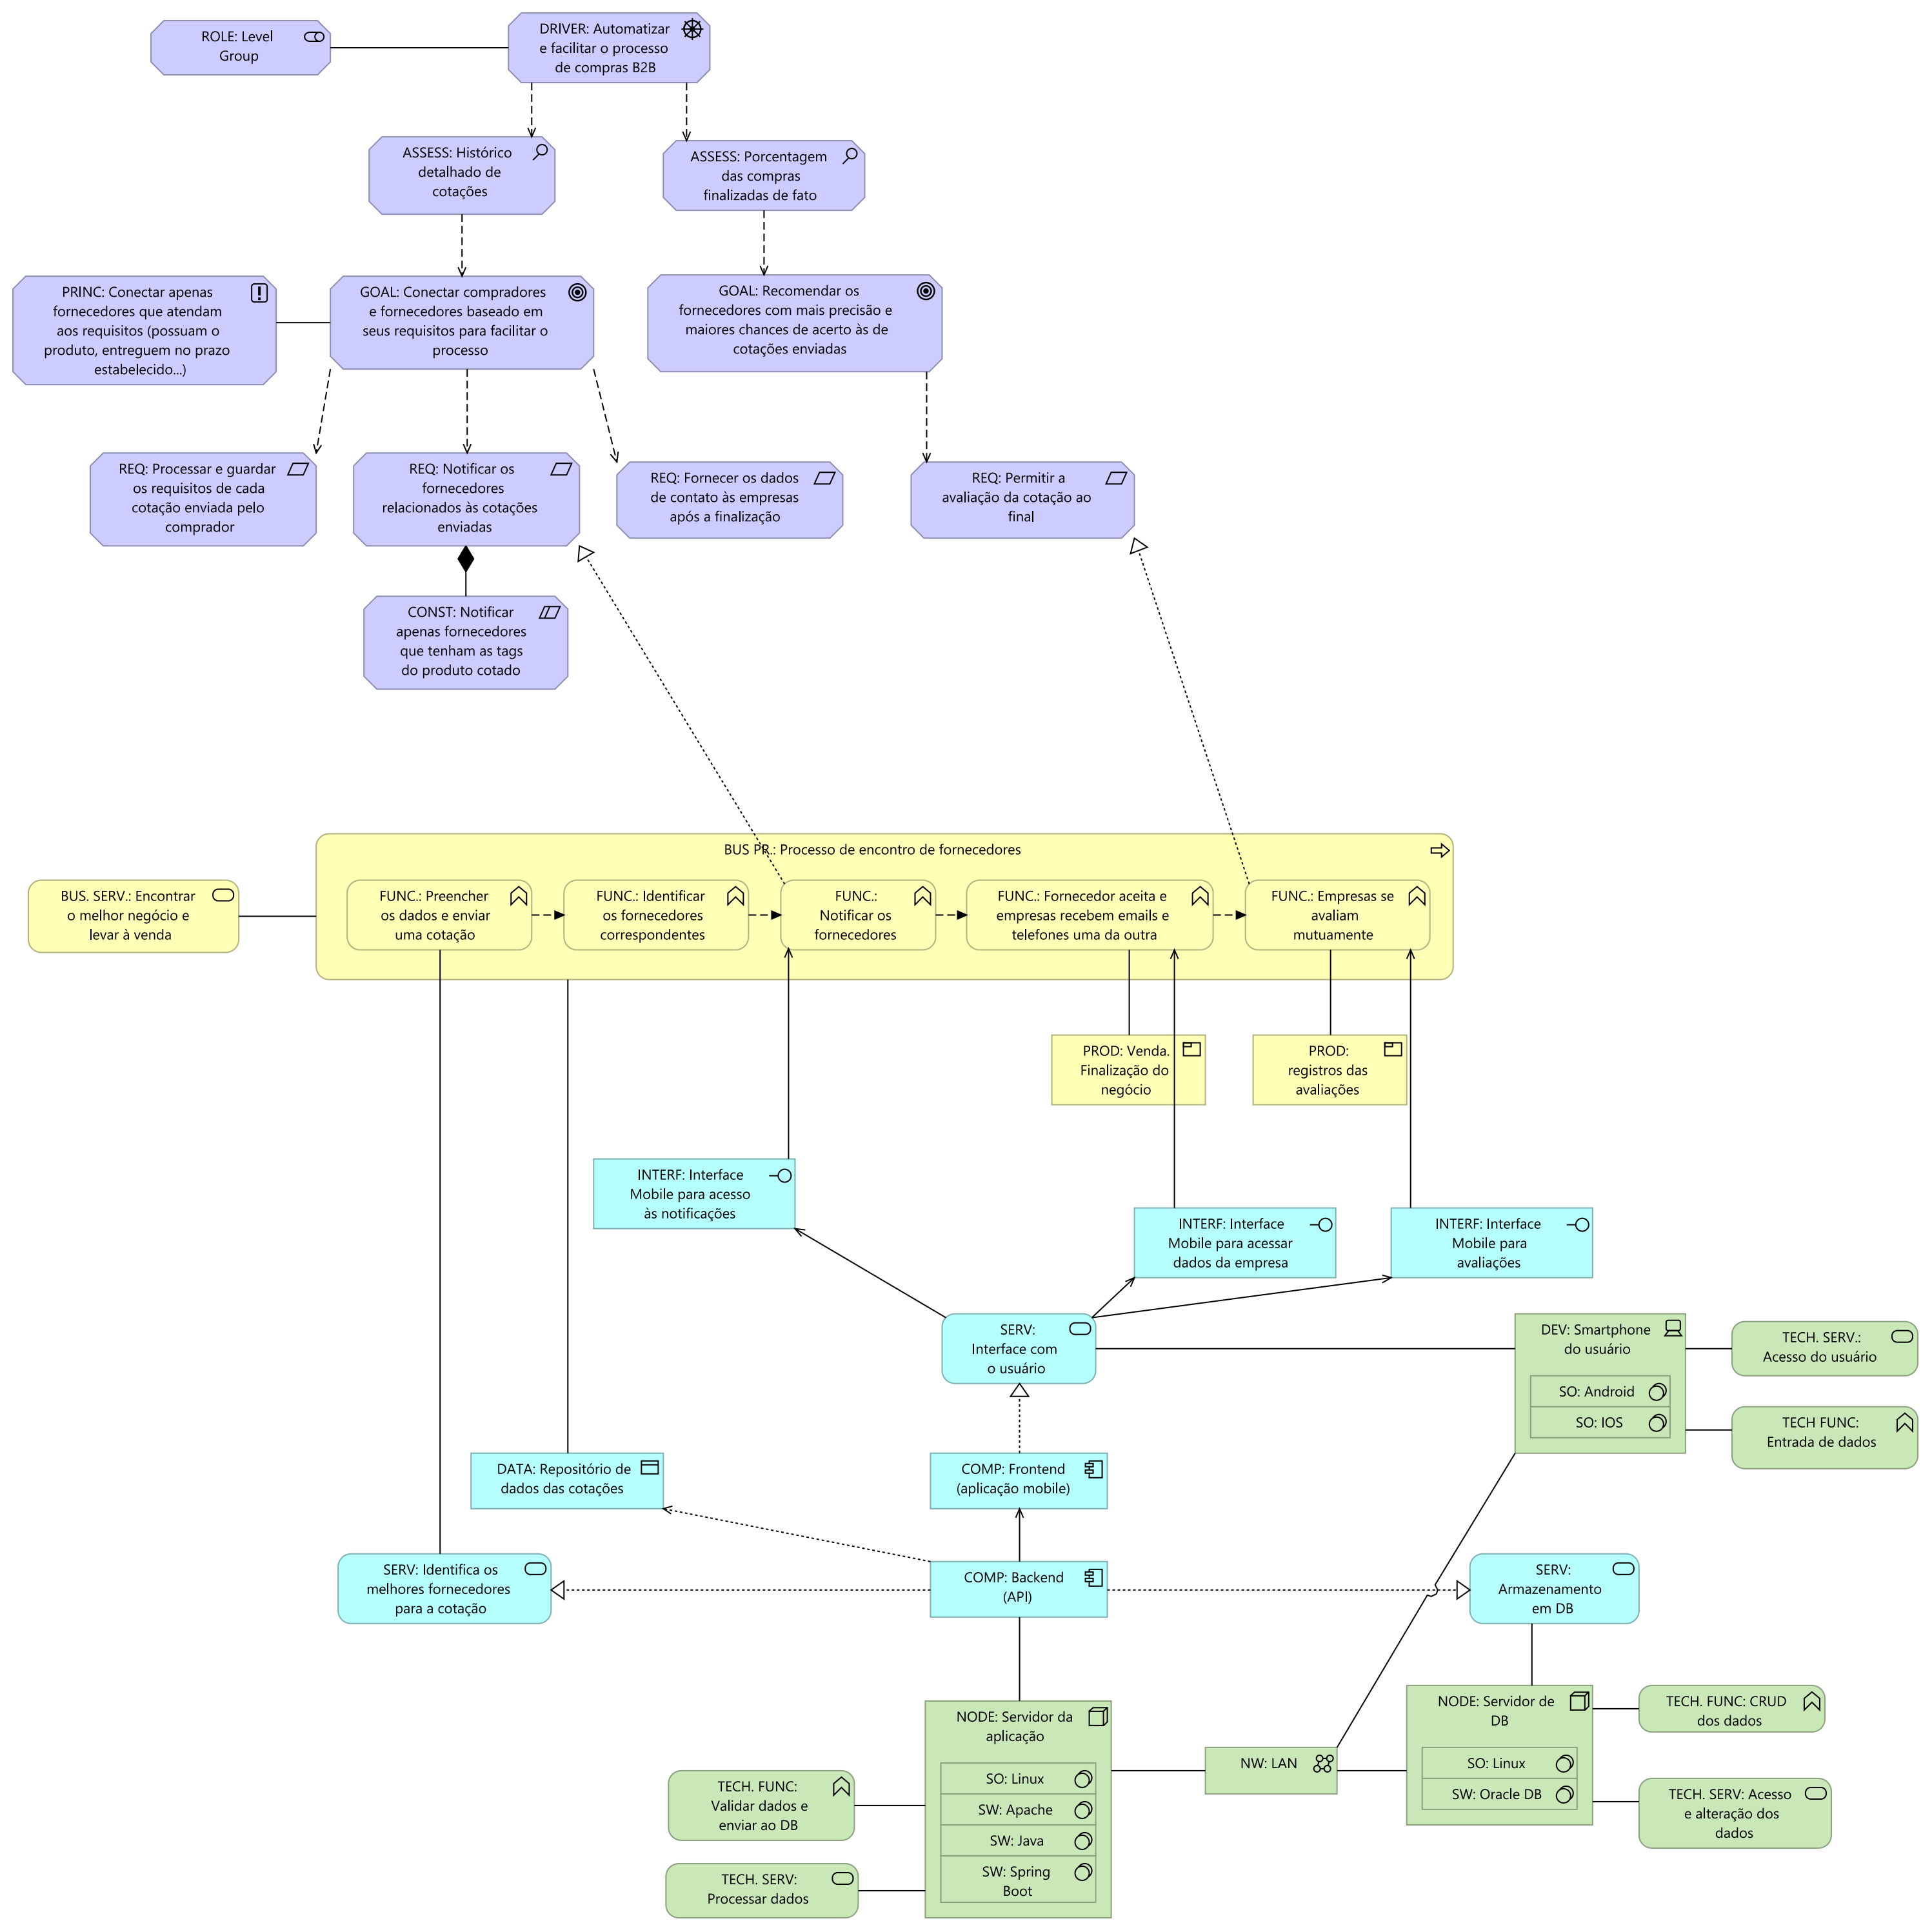 ROLE: Level
Group
DRIVER: Automatizar
e facilitar o processo
de compras B2B
ASSESS: Histórico
detalhado de
cotações
ASSESS: Porcentagem
das compras
finalizadas de fato
PRINC: Conectar apenas
fornecedores que atendam
aos requisitos (possuam o
produto, entreguem no prazo
estabelecido...)
GOAL: Conectar compradores
e fornecedores baseado em
seus requisitos para facilitar o
processo
GOAL: Recomendar os
fornecedores com mais precisão e
maiores chances de acerto às de
cotações enviadas
REQ: Processar e guardar
os requisitos de cada
cotação enviada pelo
comprador
REQ: Notificar os
fornecedores
relacionados às cotações
enviadas
REQ: Fornecer os dados
de contato às empresas
após a finalização
REQ: Permitir a
avaliação da cotação ao
final
CONST: Notificar
apenas fornecedores
que tenham as tags
do produto cotado
BUS PR.: Processo de encontro de fornecedores
BUS. SERV.: Encontrar
o melhor negócio e
levar à venda
FUNC.: Preencher
os dados e enviar
uma cotação
FUNC.: Identificar
os fornecedores
correspondentes
FUNC.:
Notificar os
fornecedores
FUNC.: Fornecedor aceita e
empresas recebem emails e
telefones uma da outra
FUNC.: Empresas se
avaliam
mutuamente
PROD: Venda.
Finalização do
negócio
PROD:
registros das
avaliações
INTERF: Interface
Mobile para acesso
às notificações
INTERF: Interface
Mobile para acessar
dados da empresa
INTERF: Interface
Mobile para
avaliações
SERV:
Interface com
o usuário
DEV: Smartphone
do usuário
SO: Android
SO: IOS
TECH. SERV.:
Acesso do usuário
TECH FUNC:
Entrada de dados
DATA: Repositório de
dados das cotações
COMP: Frontend
(aplicação mobile)
SERV: Identifica os
melhores fornecedores
para a cotação
COMP: Backend
(API)
SERV:
Armazenamento
em DB
NODE: Servidor da
aplicação
SO: Linux
SW: Apache
SW: Java
SW: Spring
Boot
TECH. FUNC:
Validar dados e
enviar ao DB
TECH. SERV:
Processar dados
NW: LAN
NODE: Servidor de
DB
SO: Linux
SW: Oracle DB
TECH. FUNC: CRUD
dos dados
TECH. SERV: Acesso
e alteração dos
dados